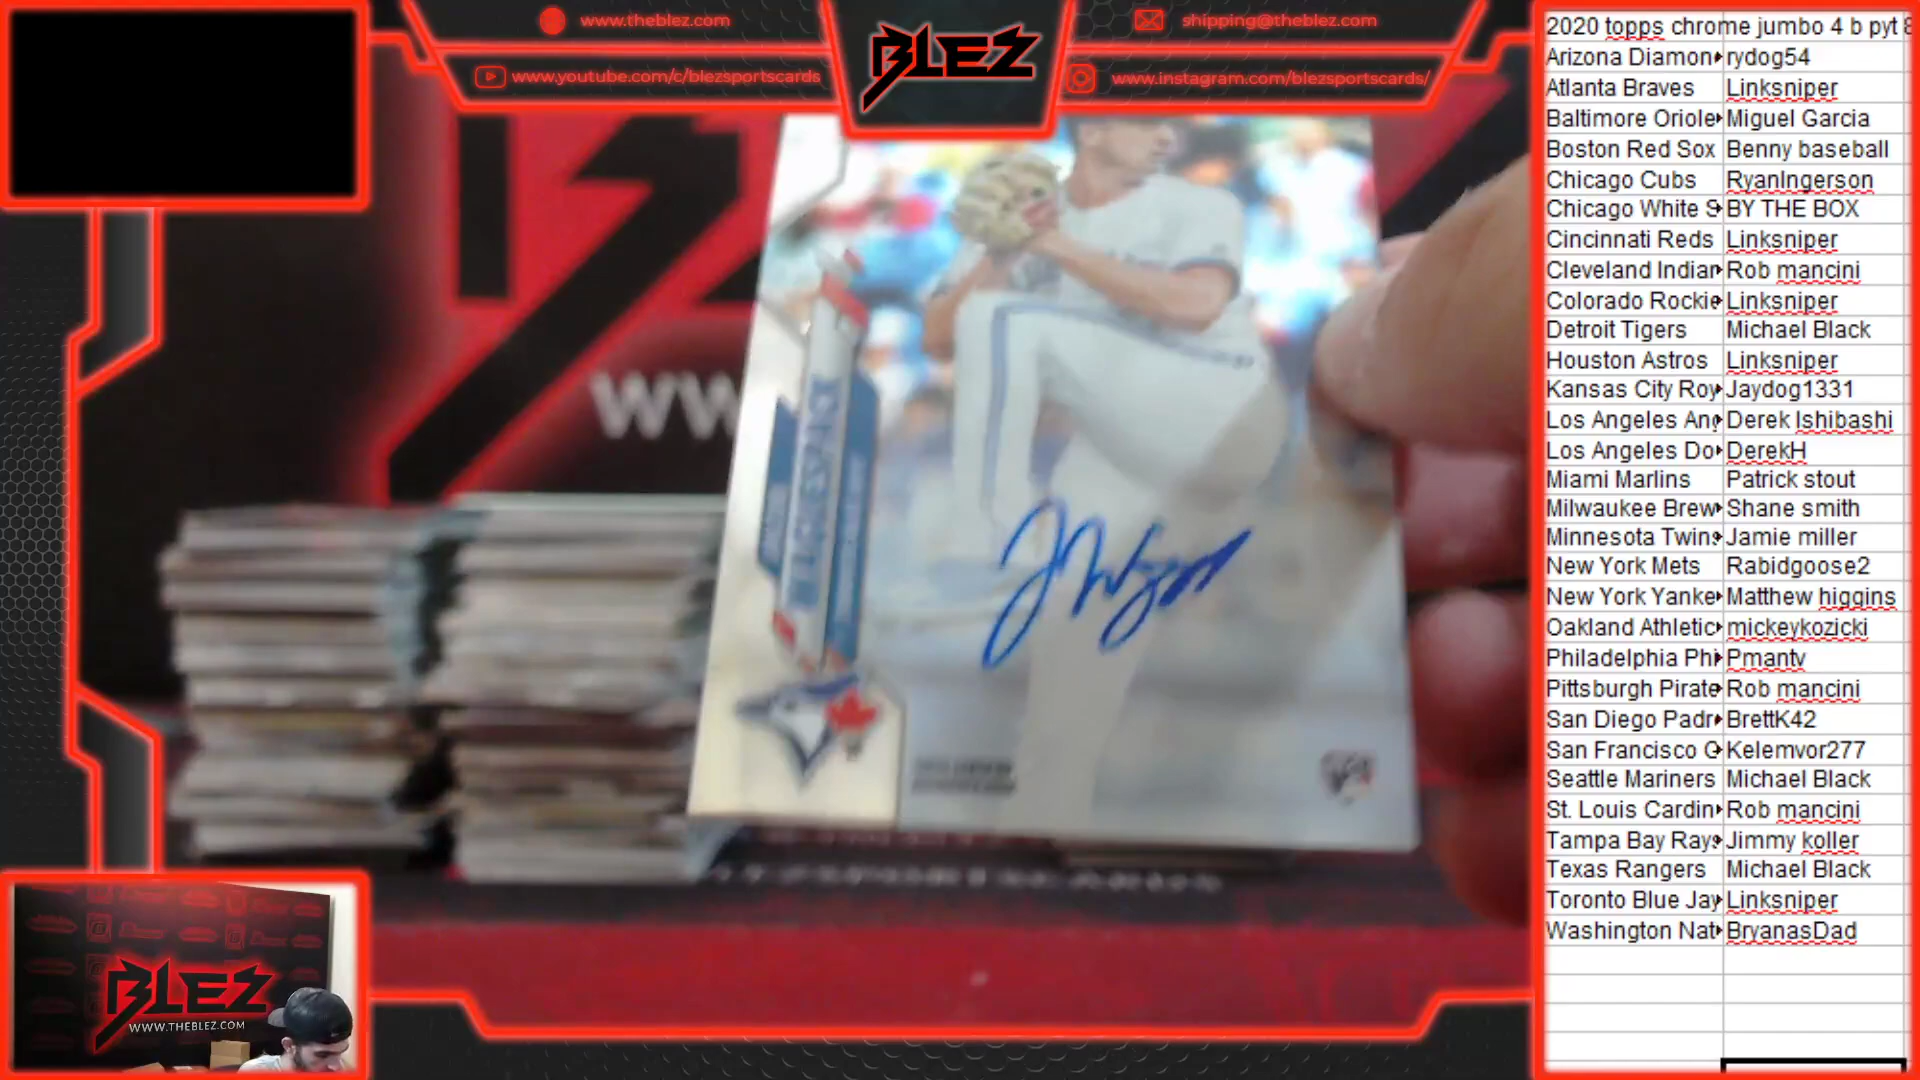 www.theblez.com
www.youtube.com/c/blezsportscards
BLEZ
shipping@theblez.com
www.instagram.com/blezsportscards/
WW
BLEZ
WWW.THEBLEZ.COM
2020 topps chrome jumbo 4 b pyt
Arizona Diamon rydog54
Atlanta Braves Linksniper
Baltimore Oriole Miguel Garcia
Boston Red Sox Benny baseball
Chicago Cubs RyanIngerson
Chicago White S BY THE BOX
Cincinnati Reds Linksniper
Cleveland Indian Rob mancini
Colorado Rockie Linksniper
Detroit Tigers Michael Black
Houston Astros Linksniper
Kansas City Roy Jaydog1331
Los Angeles Ang Derek Ishibashi
Los Angeles Do DerekH
Miami Marlins Patrick stout
Milwaukee Brew Shane smith
Minnesota Twins Jamie miller
New York Mets Rabidgoose2
New York Yanke Matthew higgins
Oakland Athletic mickeykozicki
Philadelphia Phi Pmantv
Pittsburgh Pirate Rob mancini
San Diego Padr BrettK42
San Francisco G Kelemvor277
Seattle Mariners Michael Black
St. Louis Cardin Rob mancini
Tampa Bay Rays Jimmy koller
Texas Rangers Michael Black
Toronto Blue Jay Linksniper
Washington Nat BryanasDad